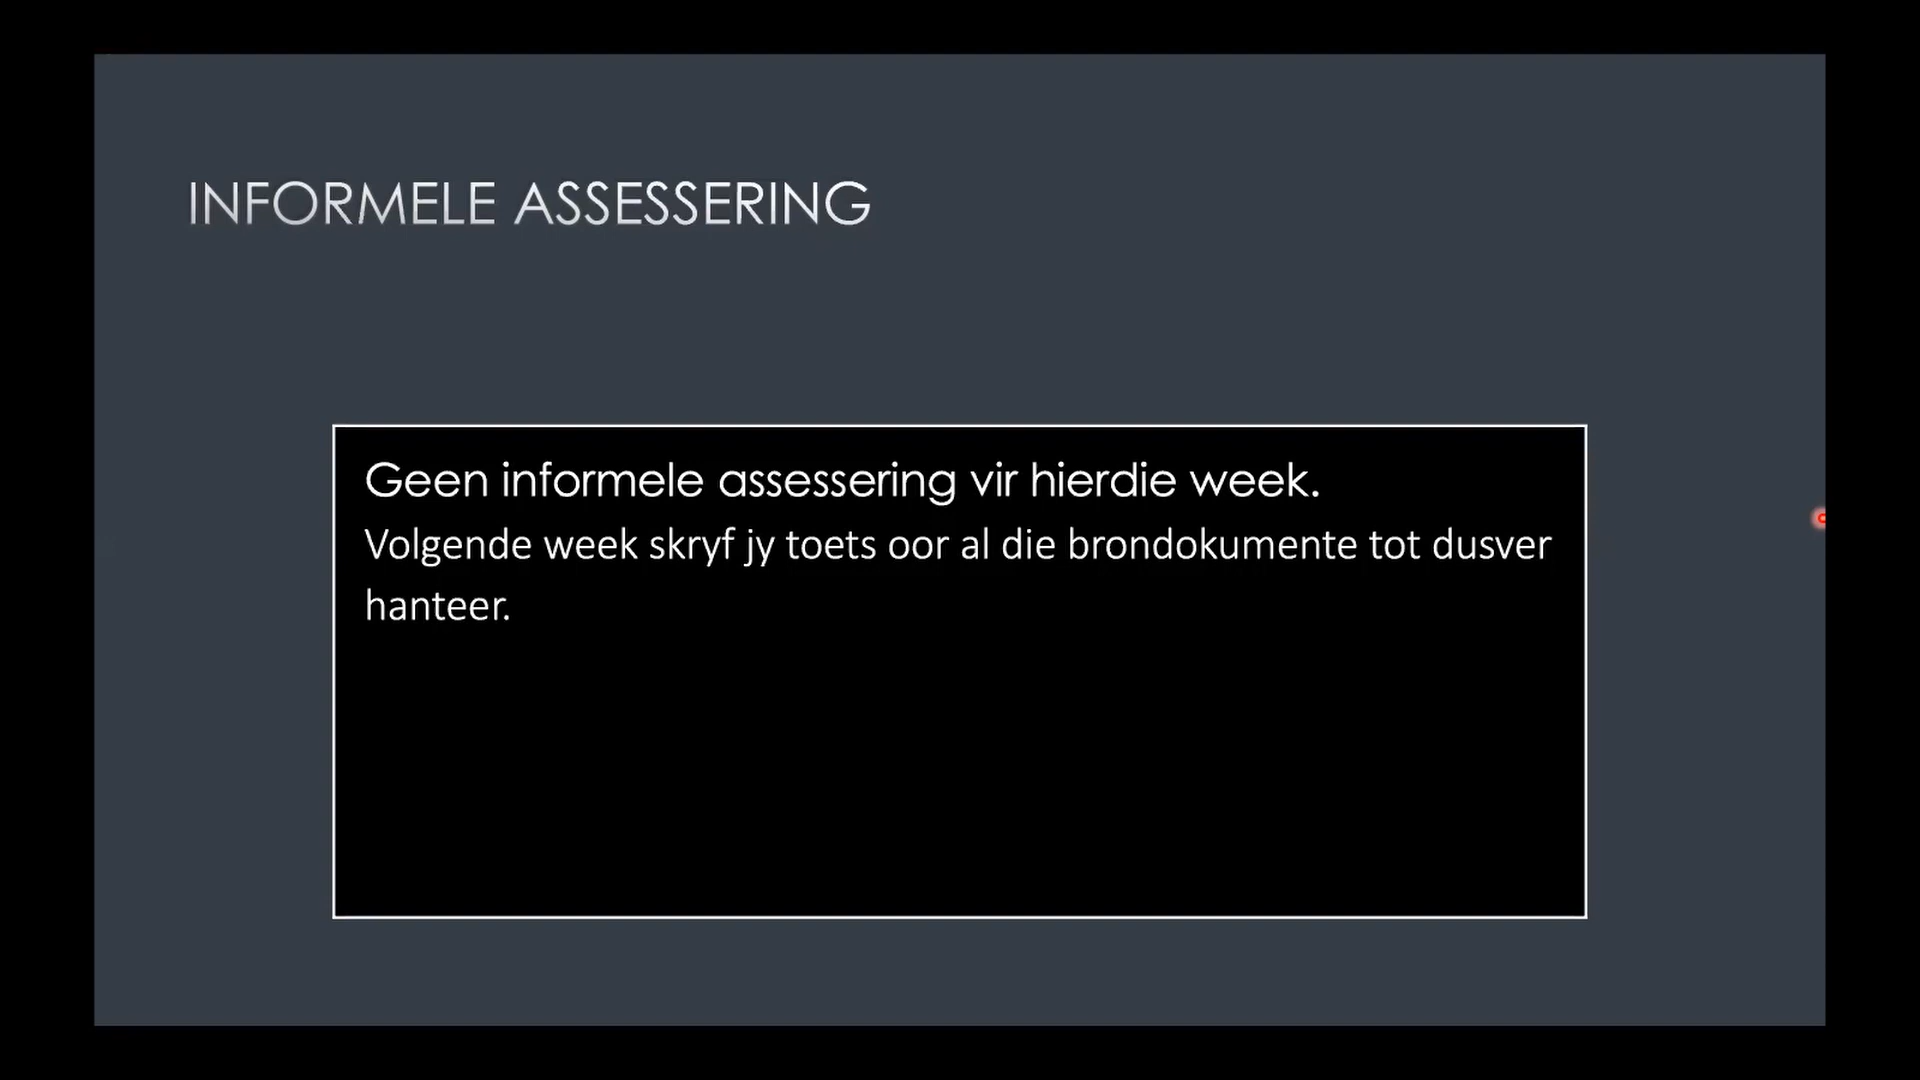 INFORMELE ASSESSERING
Geen informele assessering vir hierdie week.
Volgende week skryf jy toets oor al die brondokumente tot dusver
hanteer.